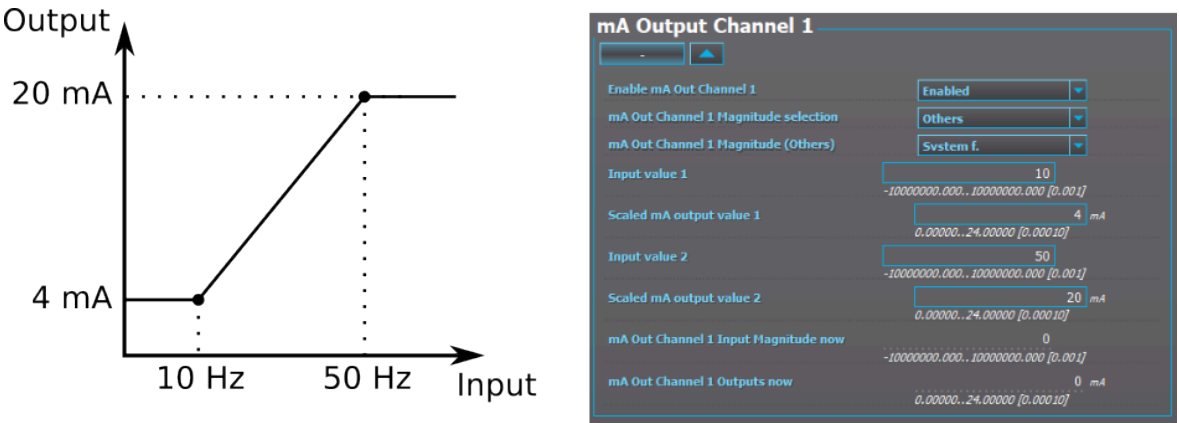 Output
20 mA
4 mA
10 Hz
50 Hz
Input
mA Output Channel 1
-
Enable mA Out Channel 1
Enabled
mA Out Channel 1 Magnitude selection
Others
mA Out Channel 1 Magnitude (Others)
System f.
Input value 1
10
-10000000.000..10000000.000 [0.001]
Scaled mA output value 1
4 mA
0.00000..24.00000 [0.00010]
Input value 2
50
-10000000.000..10000000.000 [0.001]
Scaled mA output value 2
20 mA
0.00000..24.00000 [0.00010]
mA Out Channel 1 Input Magnitude now
0
-10000000.000..10000000.000 [0.001]
mA Out Channel 1 Outputs now
0 mA
0.00000..24.00000 [0.00010]